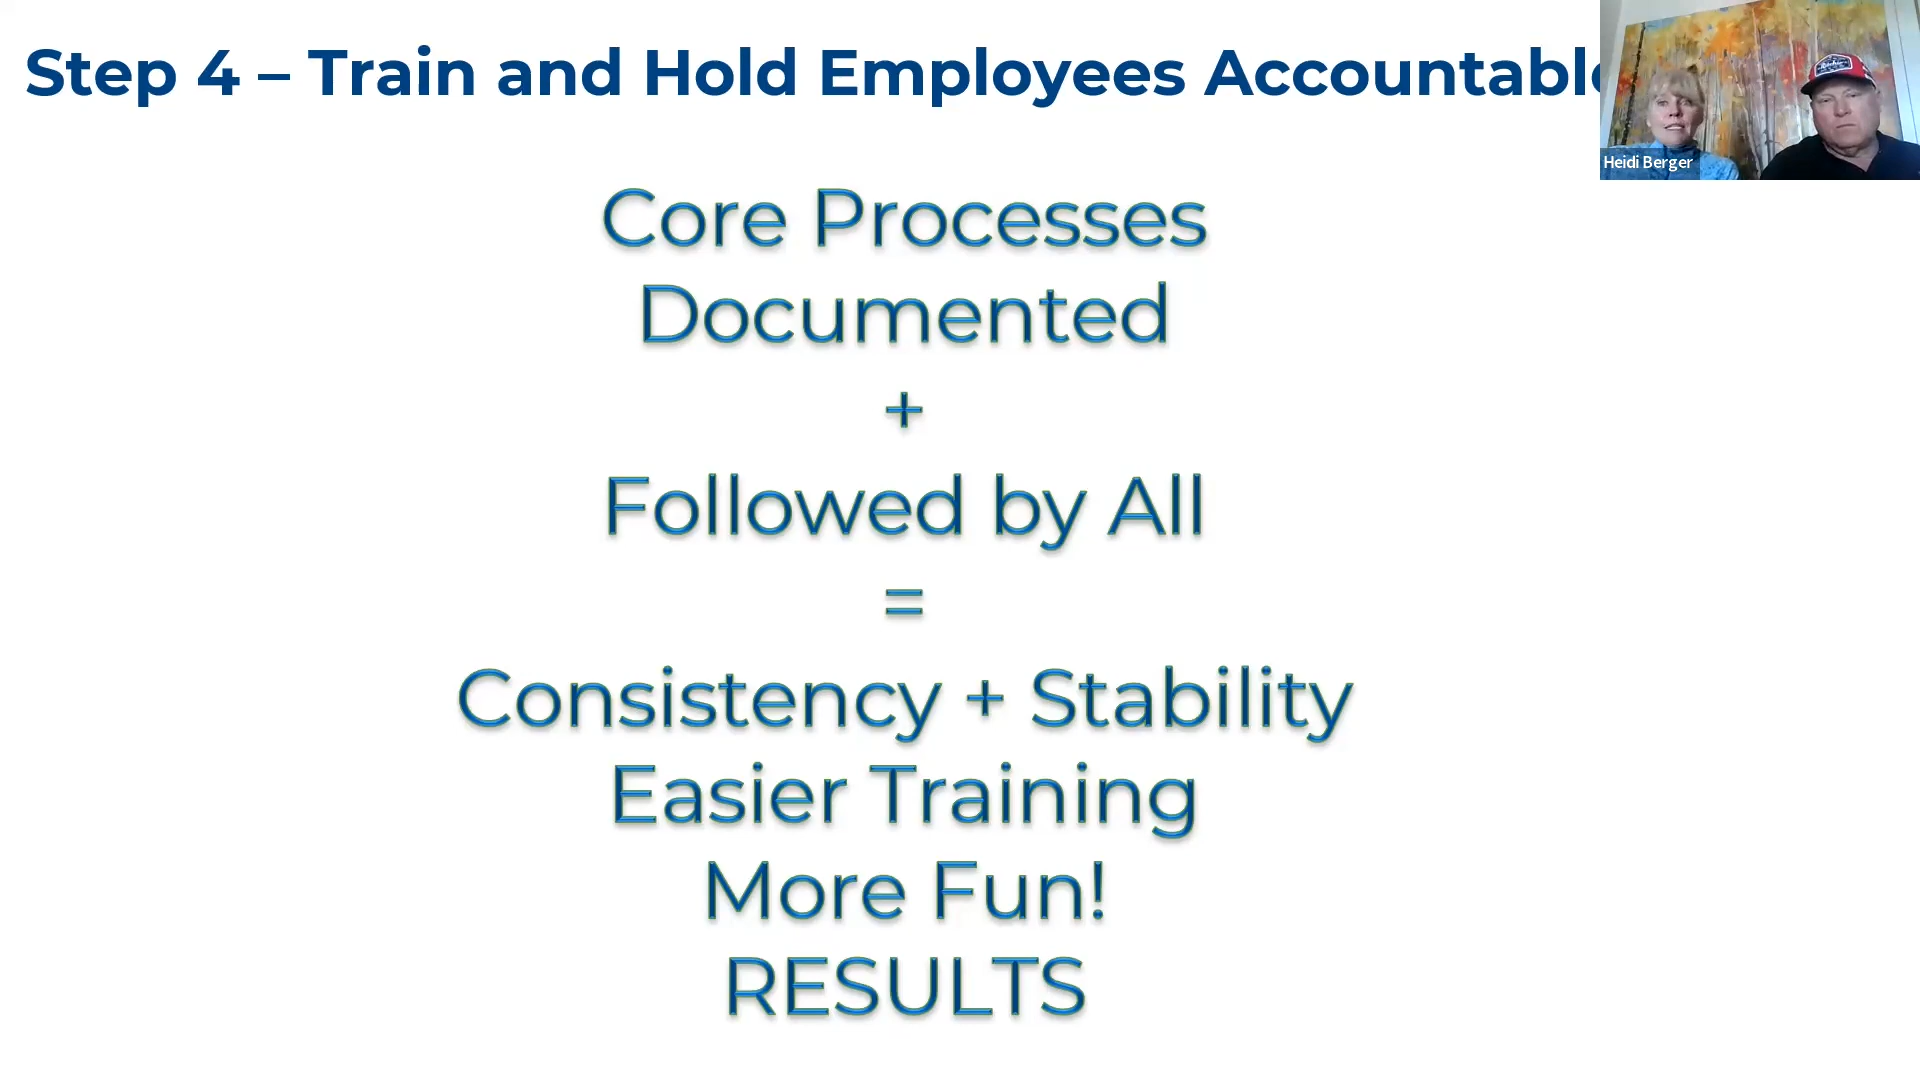 Step 4 – Train and Hold Employees Accountable
Heidi Berger
Core Processes
Documented
+
Followed by All
=
Consistency + Stability
Easier Training
More Fun!
RESULTS